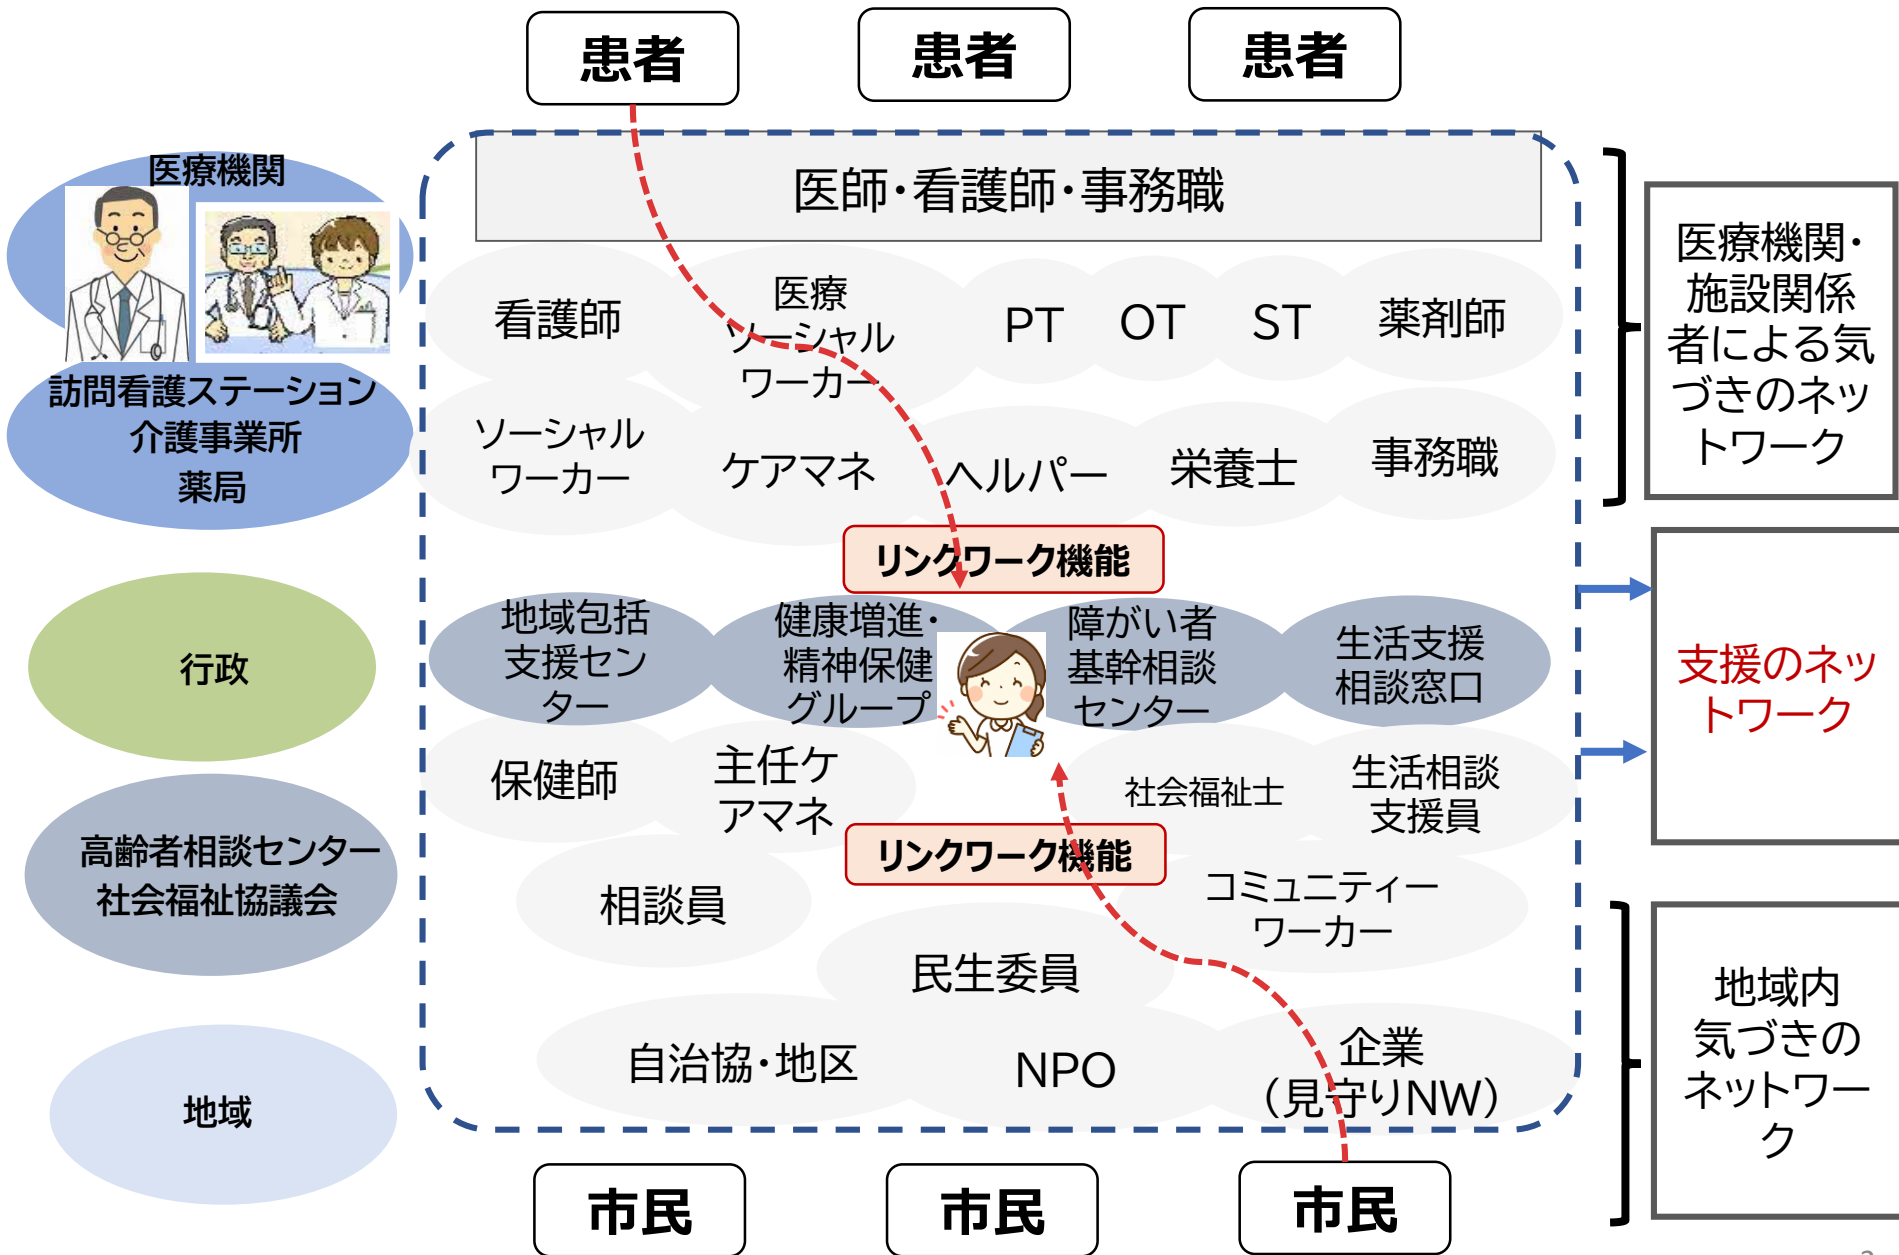 患者
患者
患者
医療機関
医師・看護師・事務職
看護師
医療
ソーシャル
ワーカー
PT
OT
ST
薬剤師
医療機関・
施設関係
者による気
づきのネッ
トワーク
訪問看護ステーション
介護事業所
薬局
ソーシャル
ワーカー
ケアマネ
ヘルパー
栄養士
事務職
リンクワーク機能
行政
地域包括
支援セン
ター
健康増進・
精神保健
グループ
障がい者
基幹相談
センター
生活支援
相談窓口
支援のネッ
トワーク
保健師
主任ケ
アマネ
社会福祉士
生活相談
支援員
高齢者相談センター
社会福祉協議会
リンクワーク機能
相談員
コミュニティー
ワーカー
民生委員
地域
自治協・地区
NPO
企業
（見守りNW）
地域内
気づきの
ネットワー
ク
市民
市民
市民